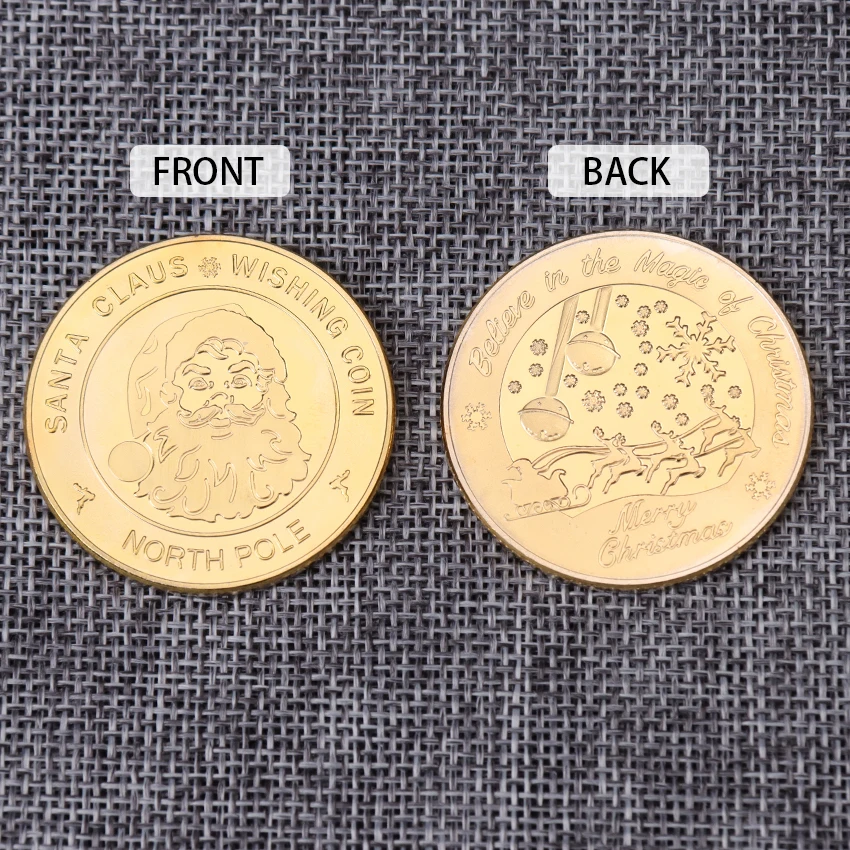 FRONT
BACK
SANTA CLAUS WISHING COIN
NORTH POLE
Believe in the Magic of Christmas
Merry
Christmas